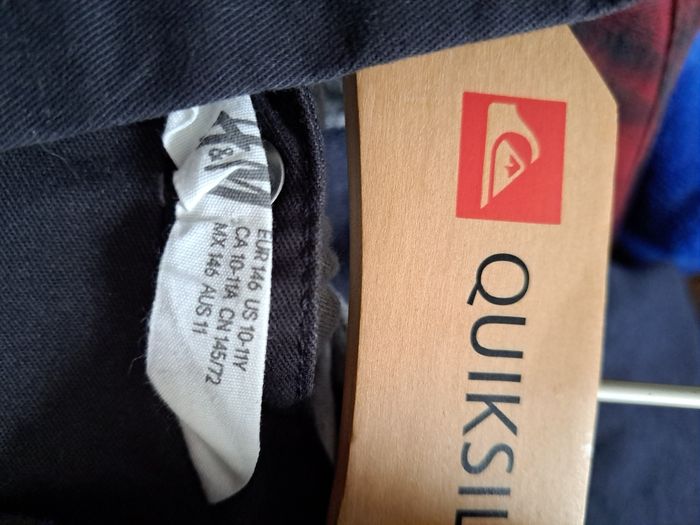 H&M
EUR 146 US 10-11Y
CA 10-11A CN 145/72
MX 146 AUS 11
QUIKSIL